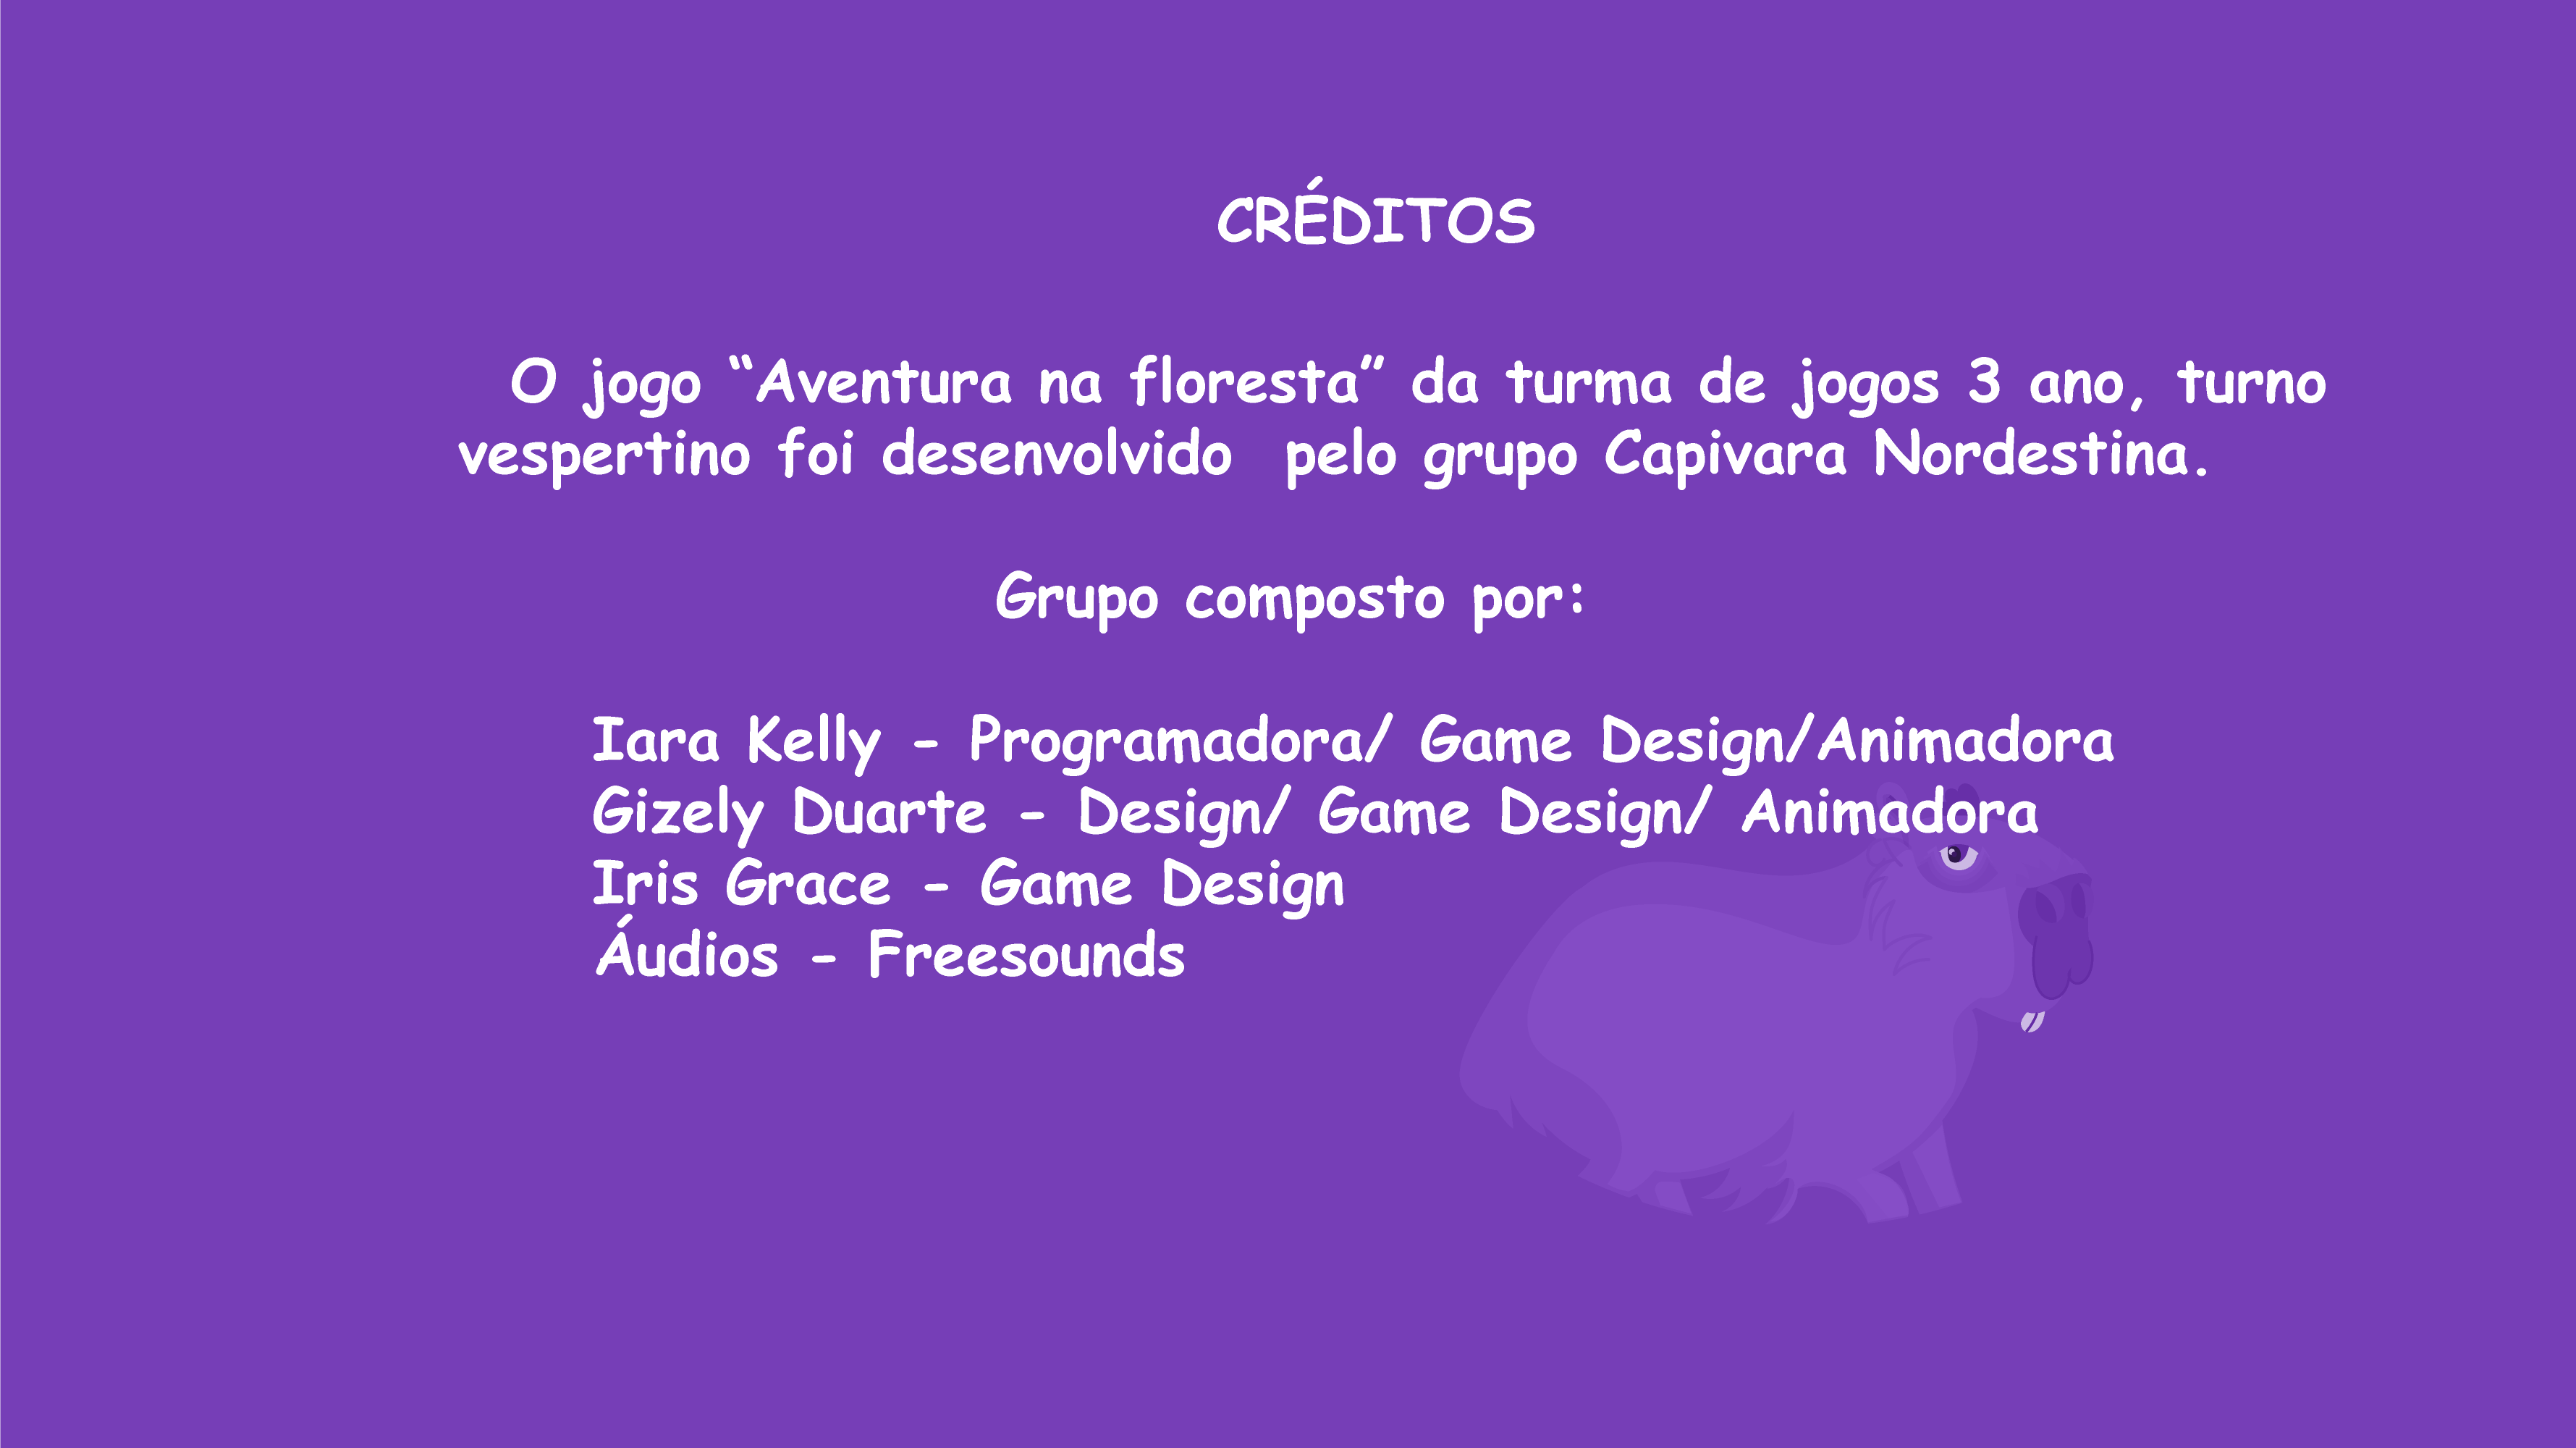 CRÉDITOS
O jogo “Aventura na floresta” da turma de jogos 3 ano, turno
vespertino foi desenvolvido pelo grupo Capivara Nordestina.
Grupo composto por:
Iara Kelly - Programadora/ Game Design/Animadora
Gizely Duarte - Design/ Game Design/ Animadora
Iris Grace - Game Design
Áudios - Freesounds